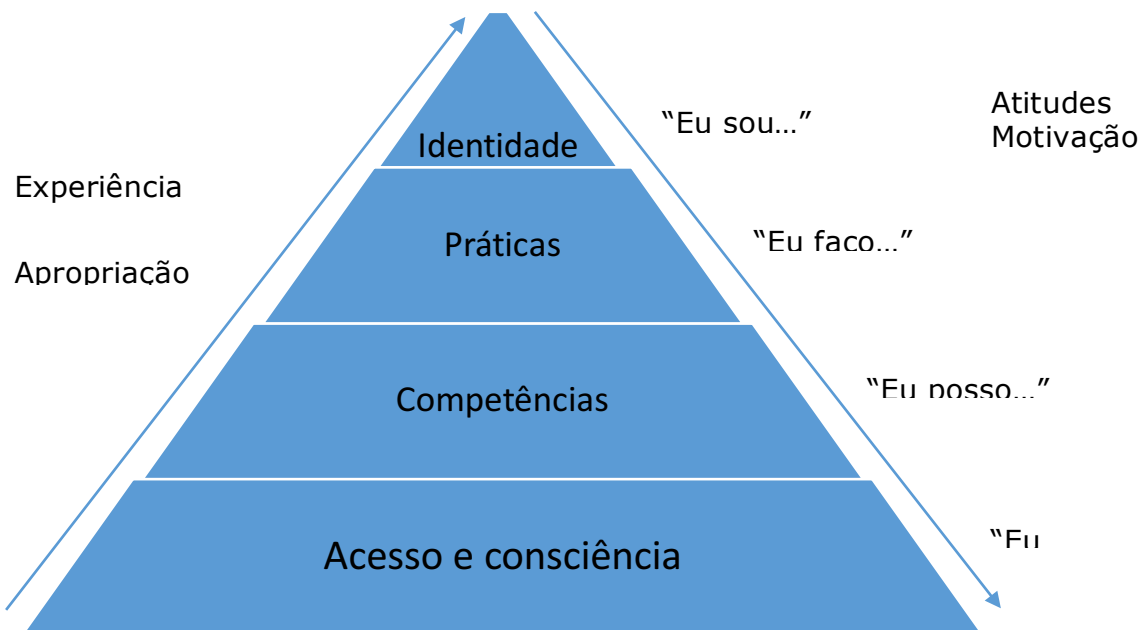 Atitudes
Motivação
"Eu sou…"
Identidade
Experiência
"Eu faço…"
Práticas
Apropriação
"Eu posso…"
Competências
"Eu
Acesso e consciência